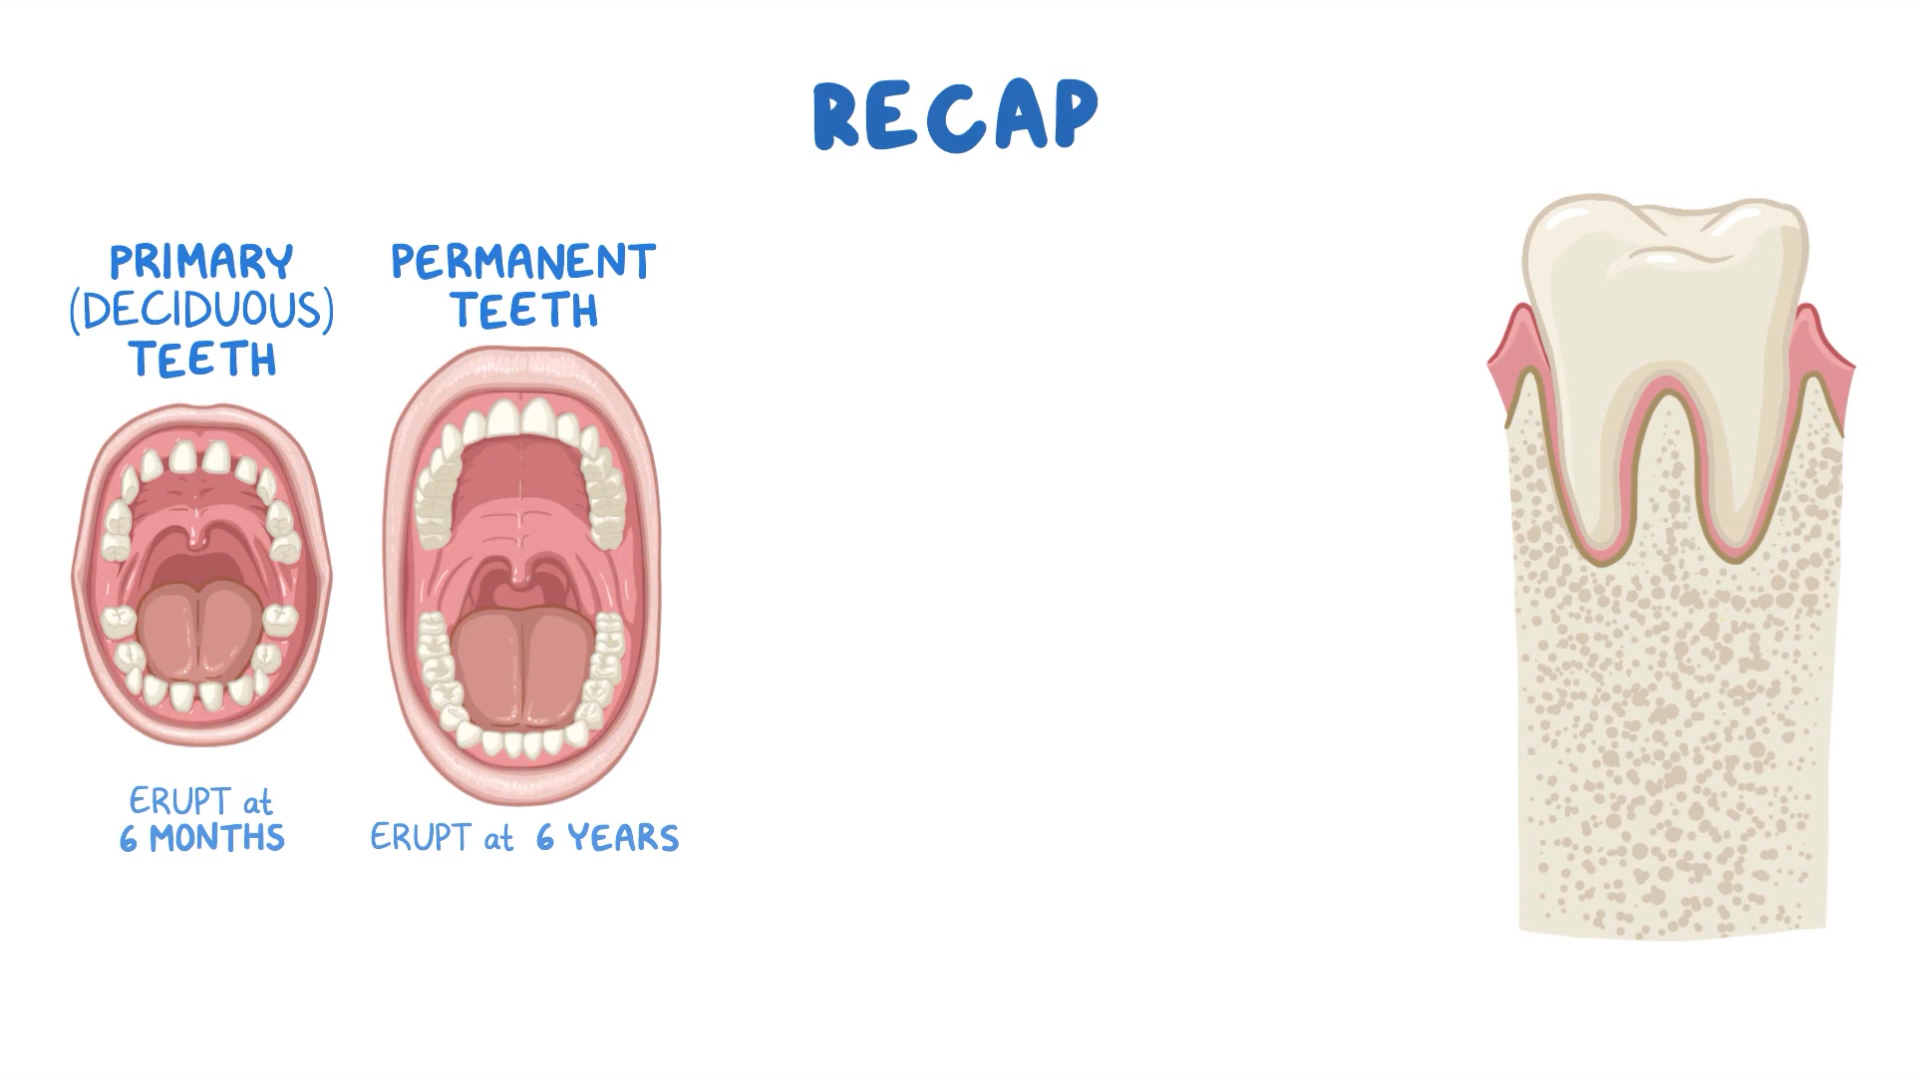 RECAP
PRIMARY
(DECIDUOUS)
TEETH
ERUPT at
6 MONTHS
PERMANENT
TEETH
ERUPT at 6 YEARS